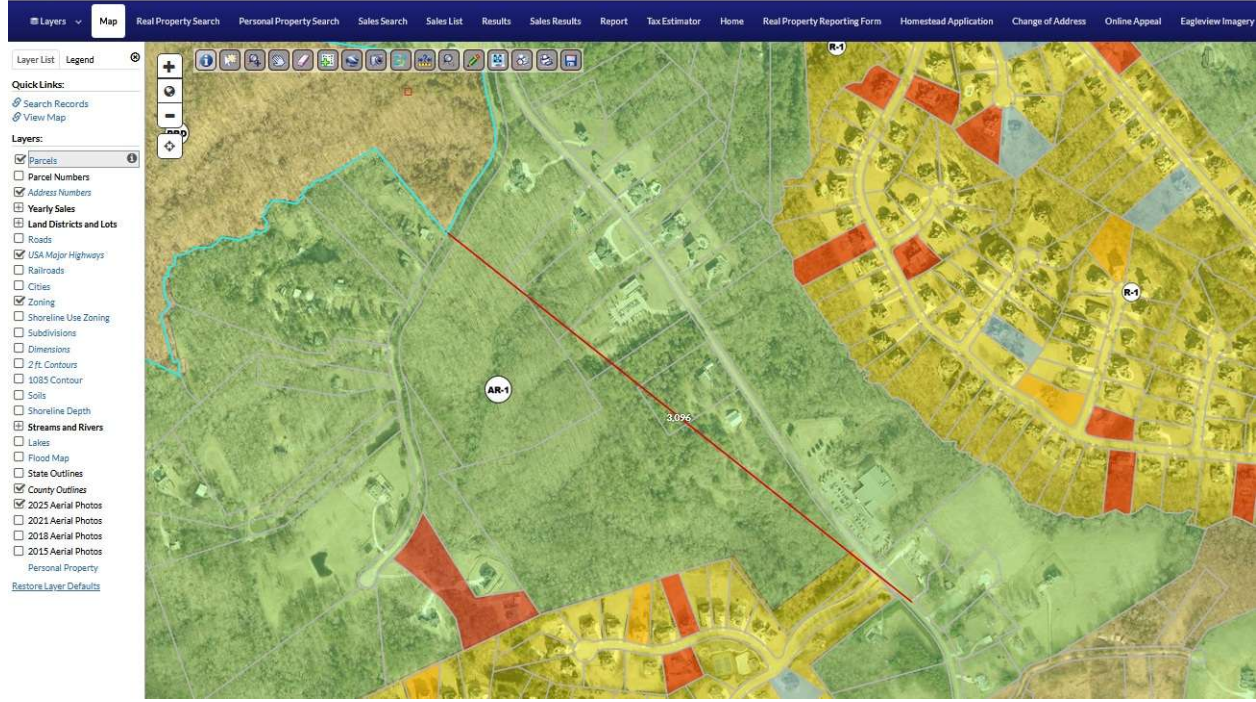 Layers Map Real Property Search Personal Property Search Sales Search Sales List Results Sales Results Report Tax Estimator Home Real Property Reporting Form Homestead Application Change of Address Online Appeal Eagleview Imagery
Layer List Legend
Quick Links:
Search Records
View Map
Layers:
Parcels
Parcel Numbers
Address Numbers
Yearly Sales
Land Districts and Lots
Roads
USA Major Highways
Railroads
Cities
Zoning
Shoreline Use Zoning
Subdivisions
Dimensions
2 ft. Contours
1085 Contour
Soils
Shoreline Depth
Streams and Rivers
Lakes
Flood Map
State Outlines
County Outlines
2025 Aerial Photos
2021 Aerial Photos
2018 Aerial Photos
2015 Aerial Photos
Personal Property
Restore Layer Defaults
R-1
R-1
AR-1
3,096